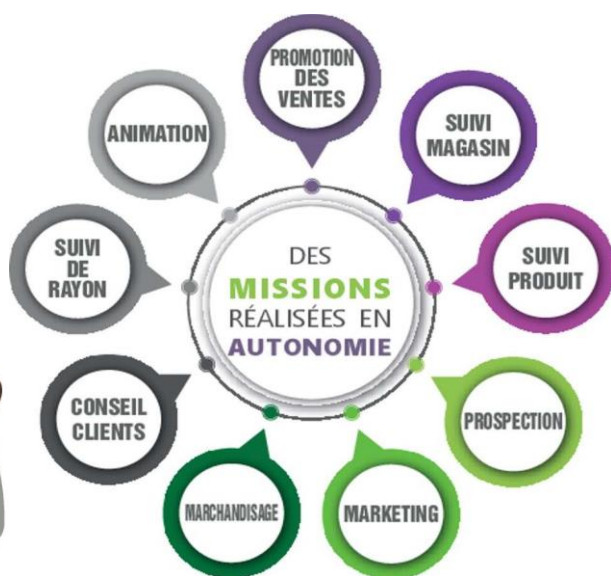 PROMOTION
DES
VENTES
SUIVI
MAGASIN
SUIVI
PRODUIT
PROSPECTION
MARKETING
MARCHANDISAGE
CONSEIL
CLIENTS
SUIVI
DE
RAYON
ANIMATION
DES
MISSIONS
RÉALISÉES EN
AUTONOMIE